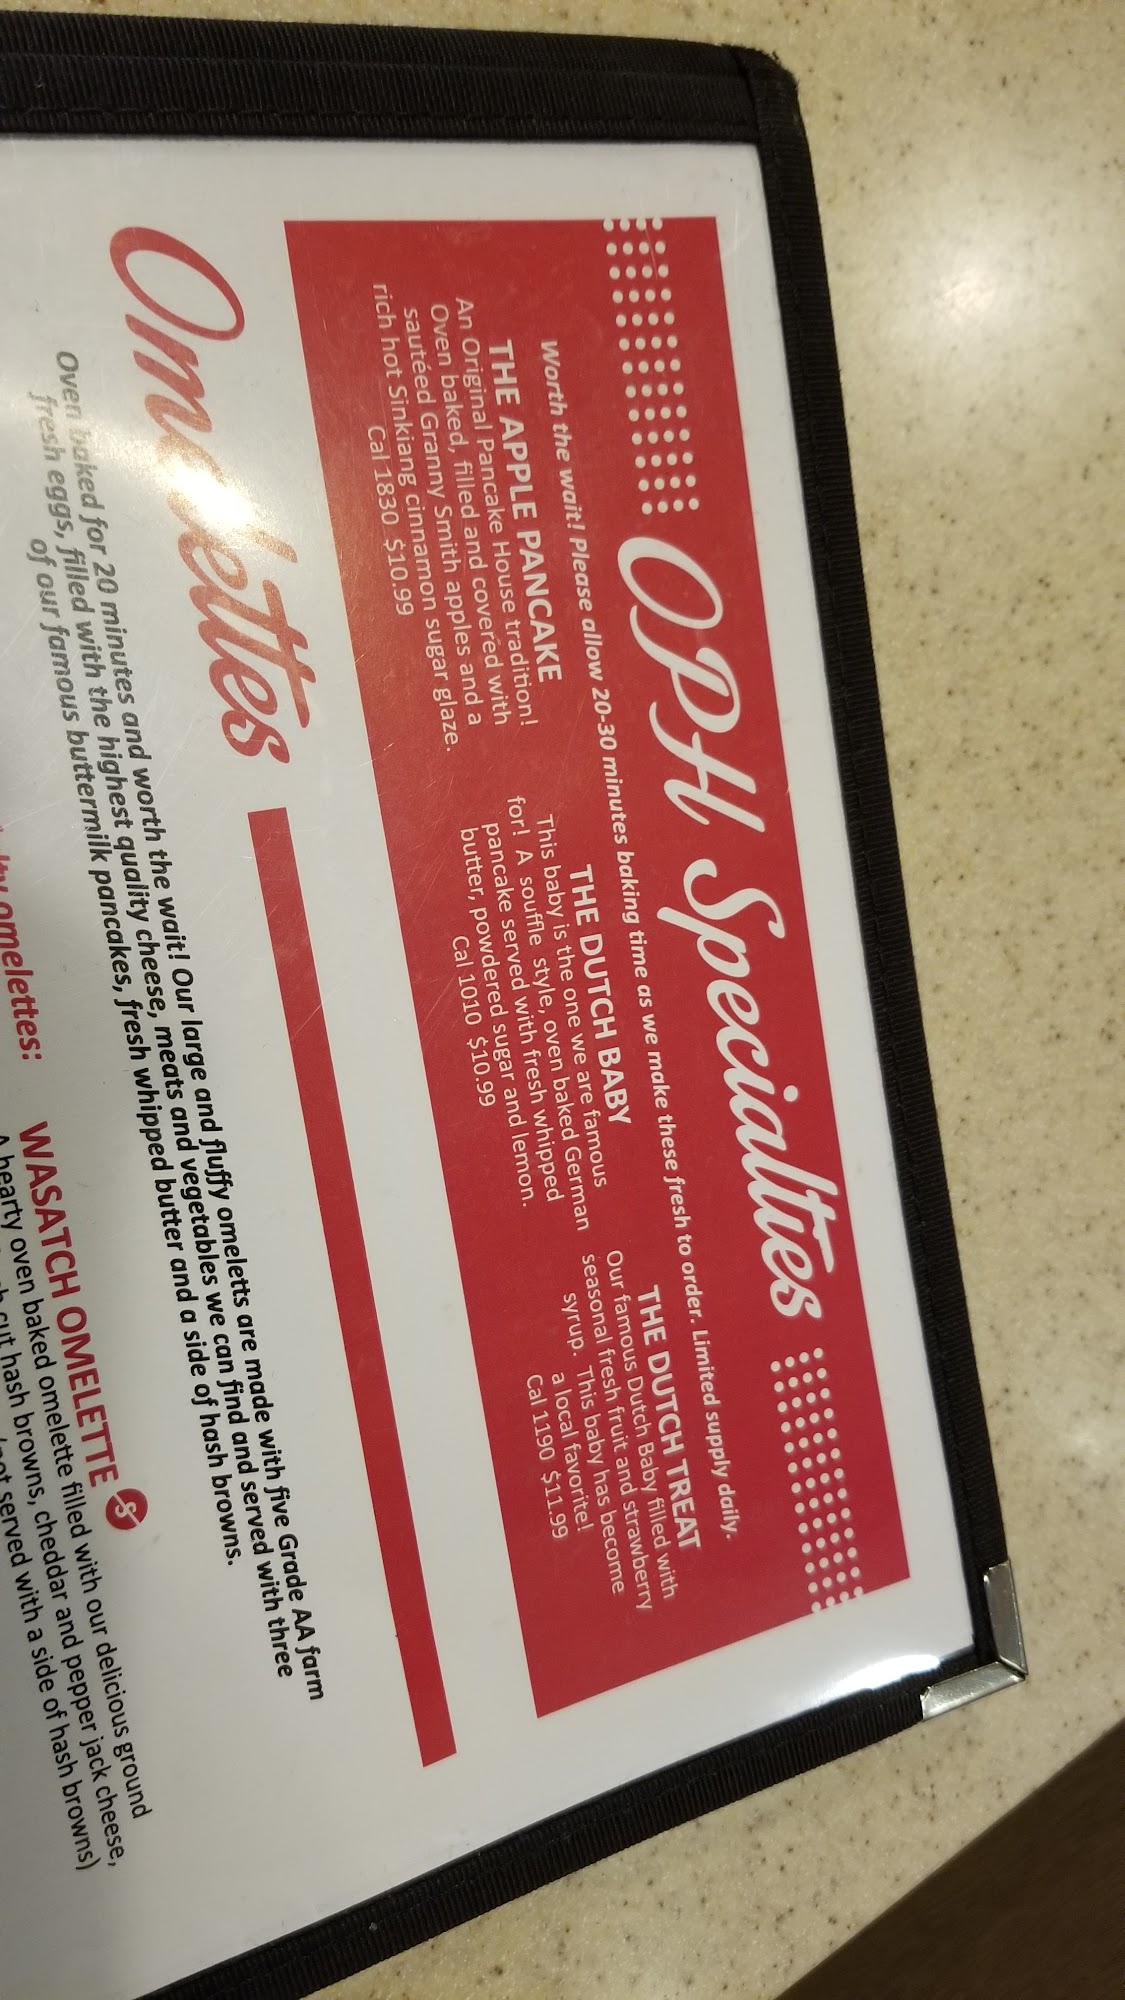 OPH Specialties
Worth the wait! Please allow 20-30 minutes baking time as we make these fresh to order. Limited supply daily.
THE APPLE PANCAKE
An Original Pancake House tradition!
Oven baked, filled and covered with
sautéed Granny Smith apples and a
rich hot Sinkiang cinnamon sugar glaze.
Cal 1830 $10.99
THE DUTCH BABY
This baby is the one we are famous
for! A souffle style, oven baked German
pancake served with fresh whipped
butter, powdered sugar and lemon.
Cal 1010 $10.99
THE DUTCH TREAT
Our famous Dutch Baby filled with
seasonal fresh fruit and strawberry
syrup. This baby has become
a local favorite!
Cal 1190 $11.99
Omelettes
Oven baked for 20 minutes and worth the wait! Our large and fluffy omeletts are made with five Grade AA farm
fresh eggs, filled with the highest quality cheese, meats and vegetables we can find and served with three
of our famous buttermilk pancakes, fresh whipped butter and a side of hash browns.
omelettes:
WASATCH OMELETTE
A hearty oven baked omelette filled with our delicious ground
cut hash browns, cheddar and pepper jack cheese,
served with a side of hash browns)